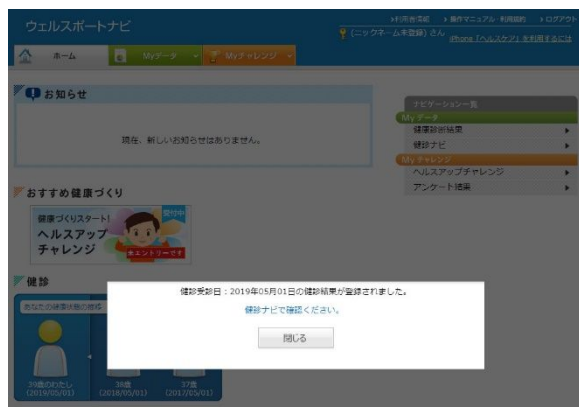 ウェルスポートナビ
›利用者情報 › 操作マニュアル･利用規約 › ログアウト
(ニックネーム未登録) さん iPhone「ヘルスケア」を利用するには
ホーム Myデータ Myチャレンジ
お知らせ
現在、新しいお知らせはありません。
ナビゲーション一覧
Myデータ
健康診断結果
健診ナビ
Myチャレンジ
ヘルスアップチャレンジ
アンケート結果
おすすめ健康づくり
健康づくりスタート!
受付中
ヘルスアップ
チャレンジ
未エントリーです
健診
健診受診日：2019年05月01日の健診結果が登録されました。
健診ナビで確認ください。
閉じる
あなたの健康状態の推移
39歳のわたし 38歳 37歳
(2019/05/01) (2018/05/01) (2017/05/01)